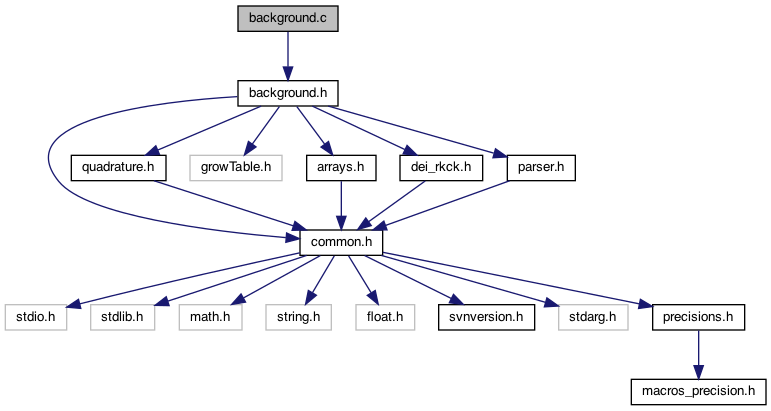 background.c
background.h
quadrature.h
growTable.h
arrays.h
dei_rkck.h
parser.h
common.h
stdio.h
stdlib.h
math.h
string.h
float.h
svnversion.h
stdarg.h
precisions.h
macros_precision.h